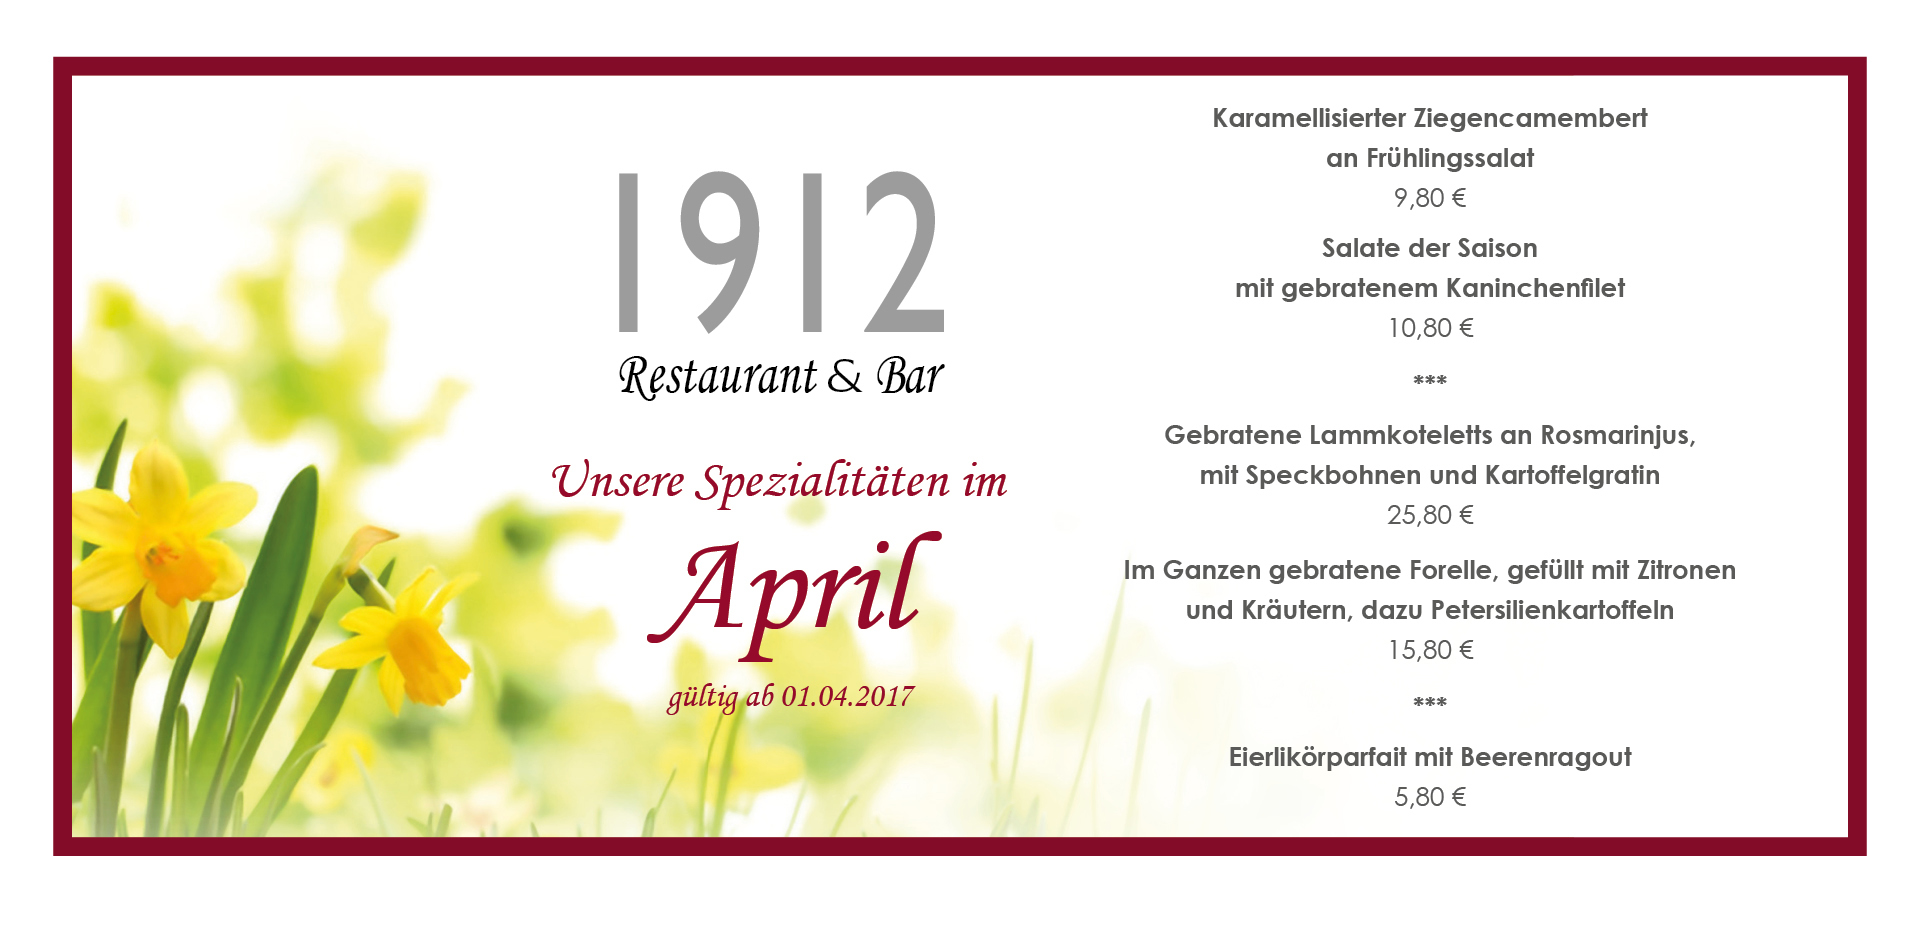 1912
Restaurant & Bar
Unsere Spezialitäten im
April
gültig ab 01.04.2017
Karamellisierter Ziegencamembert
an Frühlingssalat
9,80 €
Salate der Saison
mit gebratenem Kaninchenfilet
10,80 €
***
Gebratene Lammkoteletts an Rosmarinjus,
mit Speckbohnen und Kartoffelgratin
25,80 €
Im Ganzen gebratene Forelle, gefüllt mit Zitronen
und Kräutern, dazu Petersilienkartoffeln
15,80 €
***
Eierlikörparfait mit Beerenragout
5,80 €